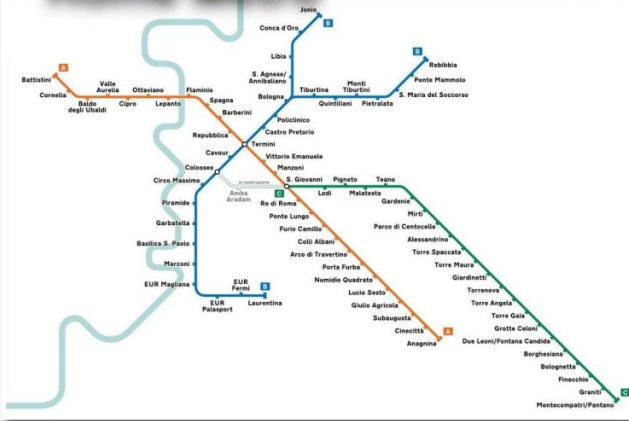 Jonio
B
Conca d'Oro
Libia
S. Agnese/
Annibaliano
Bologna
B
Rebibbia
Ponte Mammolo
S. Maria del Soccorso
Pietralata
Monti
Tiburtini
Quintiliani
Tiburtina
A
Battistini
Cornelia
Baldo
degli Ubaldi
Valle
Aurelia
Cipro
Ottaviano
Lepanto
Flaminio
Spagna
Barberini
Repubblica
Policlinico
Castro Pretorio
Termini
Cavour
Vittorio Emanuele
Manzoni
Colosseo
Circo Massimo
in costruzione
Amba
Aradam
C
S. Giovanni
Lodi
Pigneto
Malatesta
Teano
Gardenie
Mirti
Parco di Centocelle
Alessandrino
Torre Spaccata
Torre Maura
Giardinetti
Torrenova
Torre Angela
Torre Gaia
Grotte Celoni
Due Leoni/Fontana Candida
Borghesiana
Bolognetta
Finocchio
Graniti
Montecompatri/Pantano
C
Re di Roma
Ponte Lungo
Furio Camillo
Colli Albani
Arco di Travertino
Porta Furba
Numidio Quadrato
Lucio Sesto
Giulio Agricola
Subaugusta
Cinecittà
Anagnina
A
Piramide
Garbatella
Basilica S. Paolo
Marconi
EUR Magliana
EUR
Palasport
EUR
Fermi
Laurentina
B